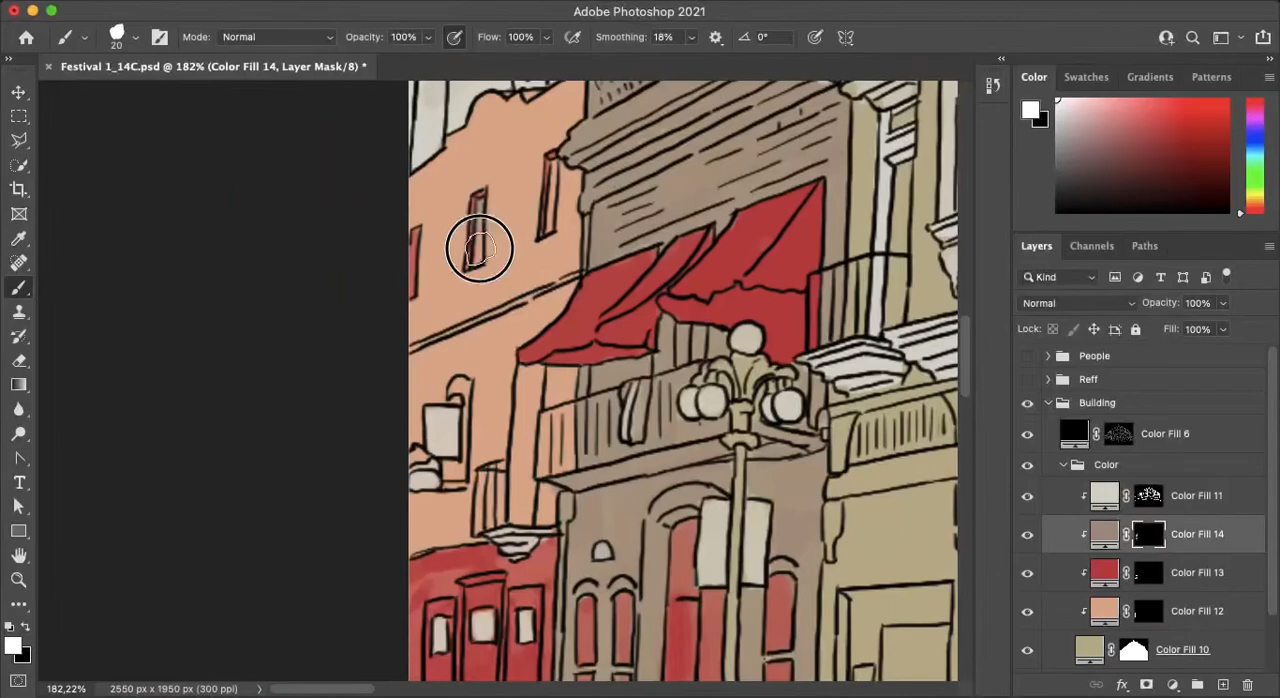 Adobe Photoshop 2021
20
Mode: Normal
Opacity: 100%
Flow: 100%
Smoothing: 18%
0°
Festival 1_14C.psd @ 182% (Color Fill 14, Layer Mask/8) *
Color
Swatches
Gradients
Patterns
Layers
Channels
Paths
Kind
Normal
Opacity: 100%
Lock:
Fill: 100%
People
Reff
Building
Color Fill 6
Color
Color Fill 11
Color Fill 14
Color Fill 13
Color Fill 12
Color Fill 10
182,22%
2550 px x 1950 px (300 ppi)